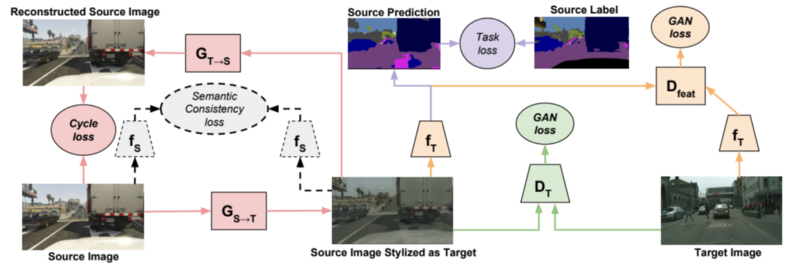 Reconstructed Source Image
Source Prediction
Source Label
GAN
loss
G T→S
Task
loss
D feat
Semantic
Consistency
loss
Cycle
loss
f S
f S
f T
GAN
loss
f T
D T
G S→T
Source Image
Source Image Stylized as Target
Target Image